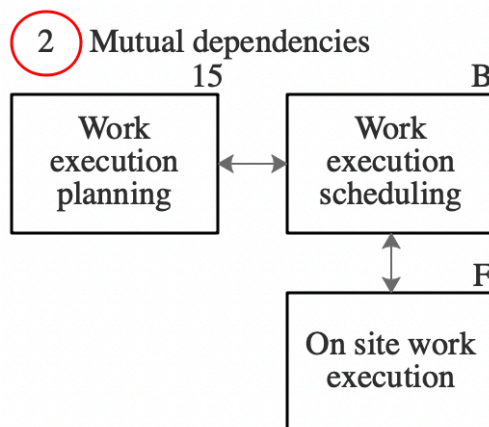 2 Mutual dependencies
15 B
Work execution planning
Work execution scheduling
F
On site work execution